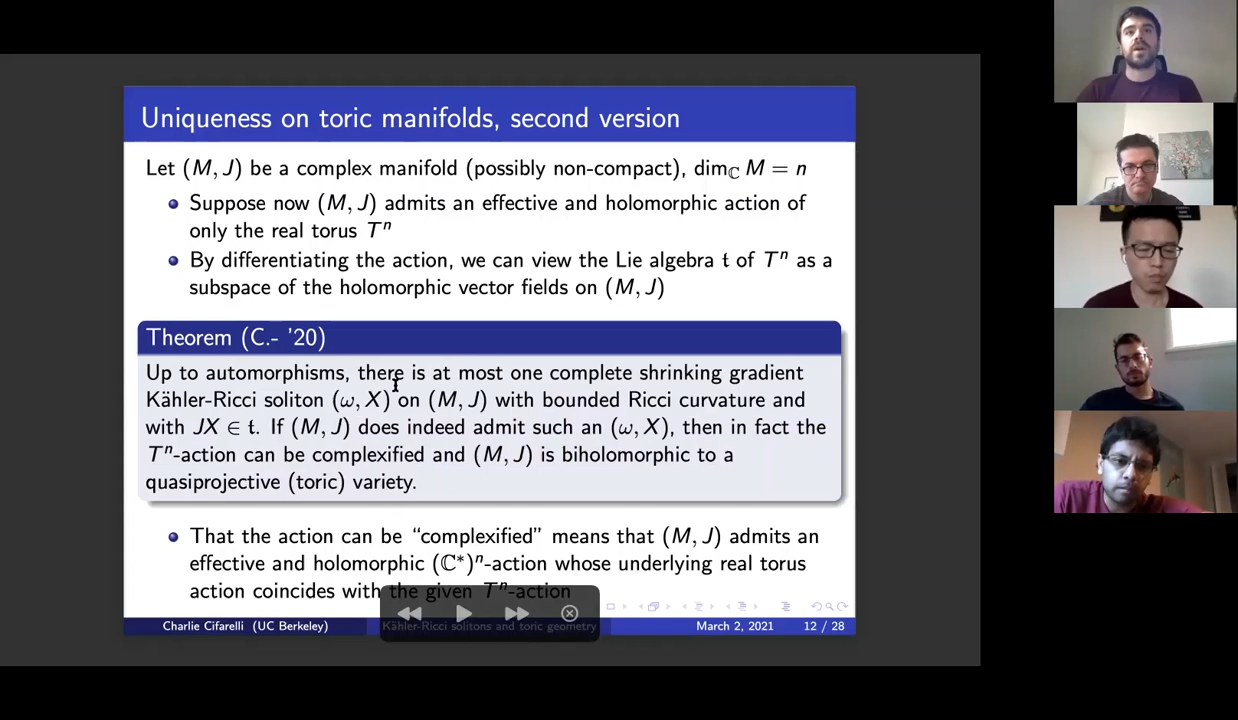 Uniqueness on toric manifolds, second version
Let (M, J) be a complex manifold (possibly non-compact), dim_ℂ M = n
Suppose now (M, J) admits an effective and holomorphic action of
only the real torus Tⁿ
By differentiating the action, we can view the Lie algebra 𝔱 of Tⁿ as a
subspace of the holomorphic vector fields on (M, J)
Theorem (C.- '20)
Up to automorphisms, there is at most one complete shrinking gradient
Kähler-Ricci soliton (ω, X) on (M, J) with bounded Ricci curvature and
with JX ∈ 𝔱. If (M, J) does indeed admit such an (ω, X), then in fact the
Tⁿ-action can be complexified and (M, J) is biholomorphic to a
quasiprojective (toric) variety.
That the action can be “complexified” means that (M, J) admits an
effective and holomorphic (ℂ*)ⁿ-action whose underlying real torus
action coincides with the given Tⁿ-action
Charlie Cifarelli (UC Berkeley)
Kähler-Ricci solitons and toric geometry
March 2, 2021
12 / 28